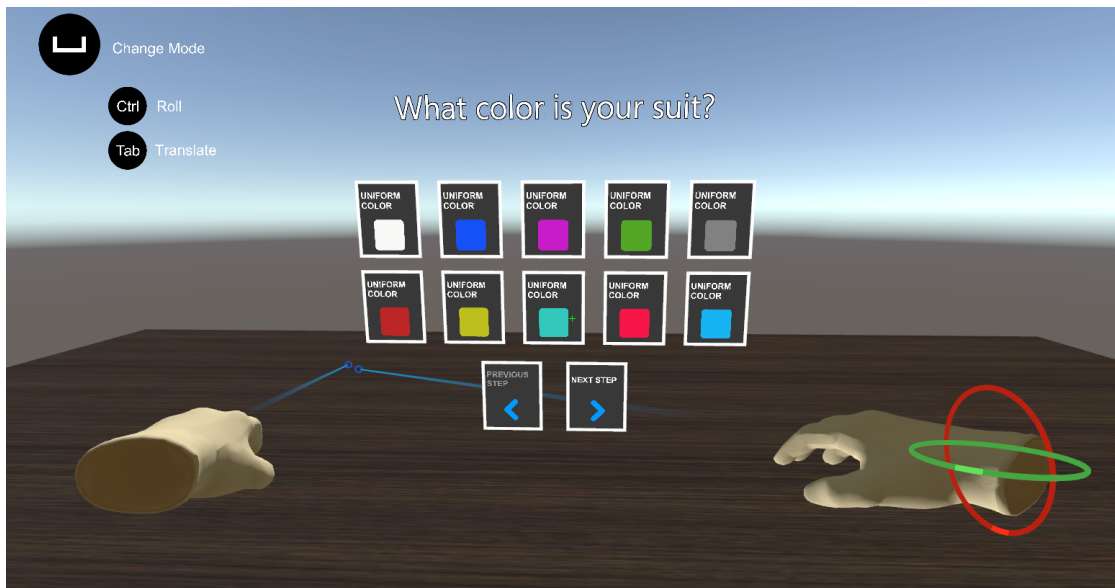 Change Mode
Ctrl Roll
Tab Translate
What color is your suit?
UNIFORM
COLOR
UNIFORM
COLOR
UNIFORM
COLOR
UNIFORM
COLOR
UNIFORM
COLOR
UNIFORM
COLOR
UNIFORM
COLOR
UNIFORM
COLOR
UNIFORM
COLOR
UNIFORM
COLOR
PREVIOUS
STEP
NEXT STEP